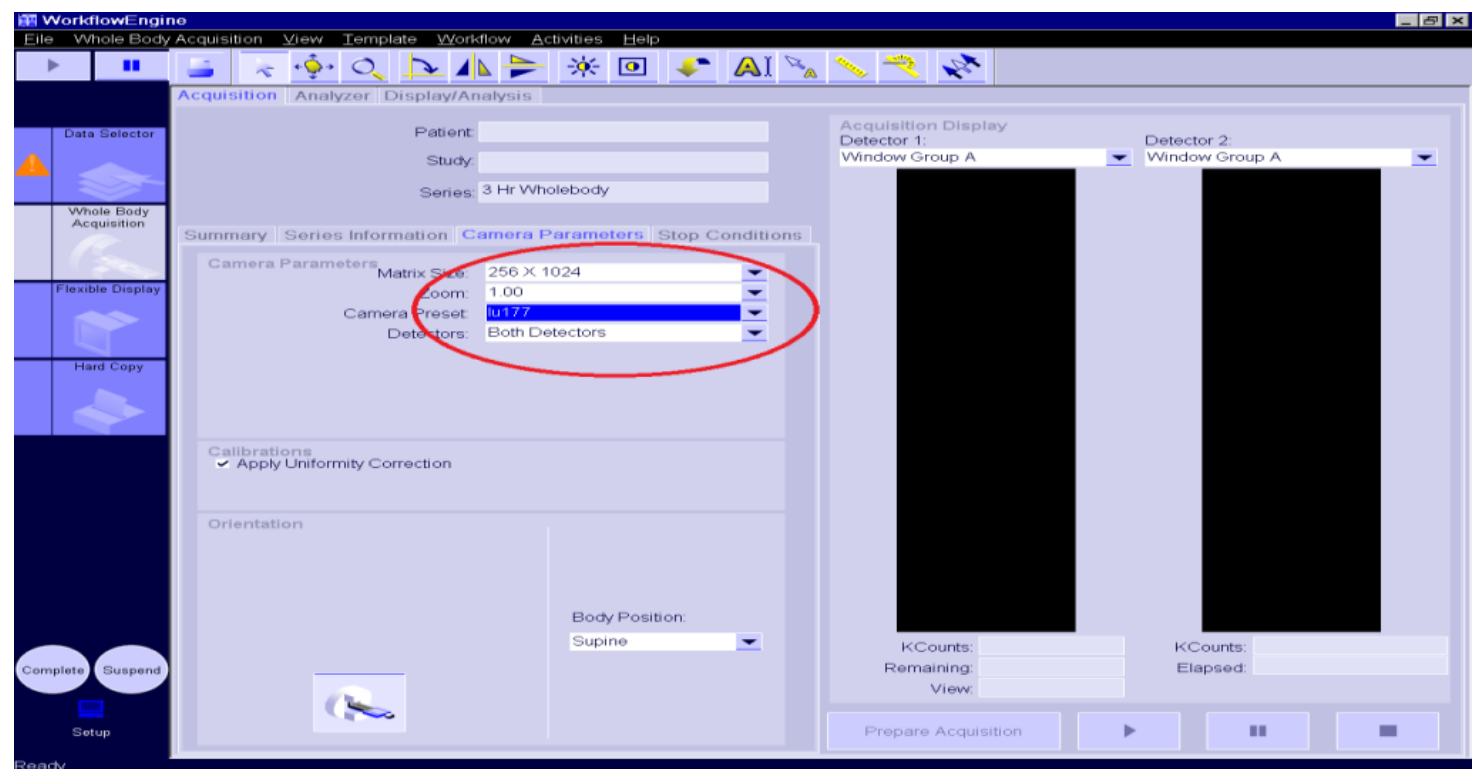 WorkflowEngine
Eile Whole Body Acquisition View Template Workflow Activities Help
Acquisition Analyzer Display/Analysis
Data Selector
Whole Body
Acquisition
Flexible Display
Hard Copy
Complete Suspend
Setup
Ready
Patient:
Study:
Series: 3 Hr Wholebody
Summary Series Information Camera Parameters Stop Conditions
Camera Parameters
Matrix Size: 256 X 1024
Zoom: 1.00
Camera Preset: lu177
Detectors: Both Detectors
Calibrations
Apply Uniformity Correction
Orientation
Body Position:
Supine
Acquisition Display
Detector 1: Detector 2:
Window Group A Window Group A
KCounts: KCounts:
Remaining: Elapsed:
View:
Prepare Acquisition